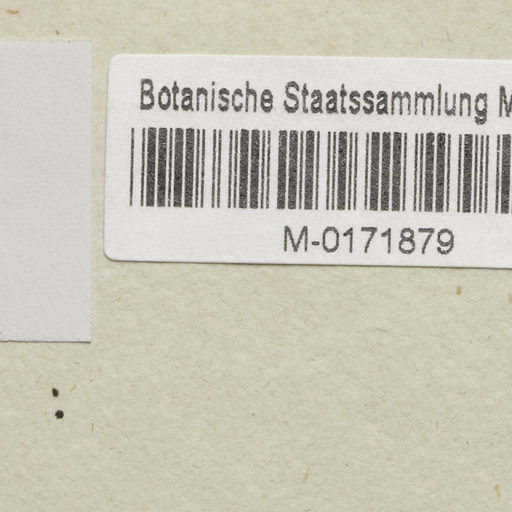 Botanische Staatssammlung M
M-0171879